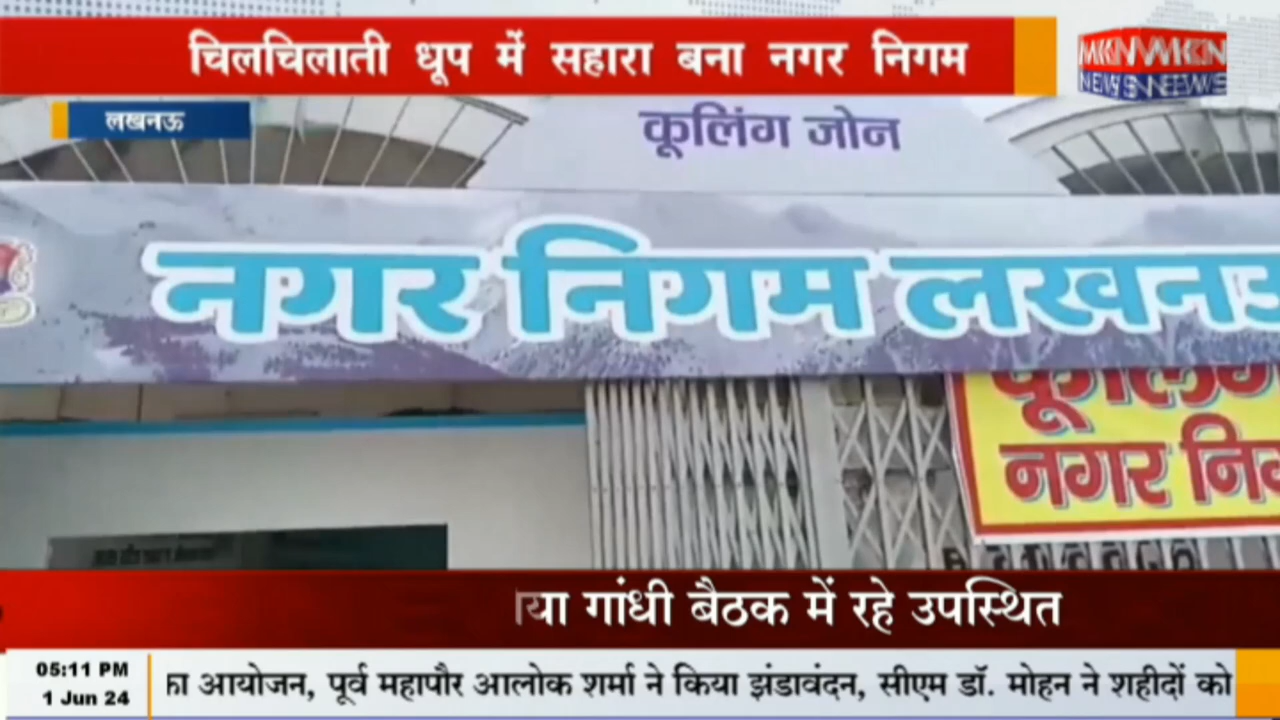 चिलचिलाती धूप में सहारा बना नगर निगम
लखनऊ
कूलिंग जोन
नगर निगम लखनऊ
कूलिंग
नगर निग
या गांधी बैठक में रहे उपस्थित
05:11 PM
1 Jun 24
का आयोजन, पूर्व महापौर आलोक शर्मा ने किया झंडावंदन, सीएम डॉ. मोहन ने शहीदों को